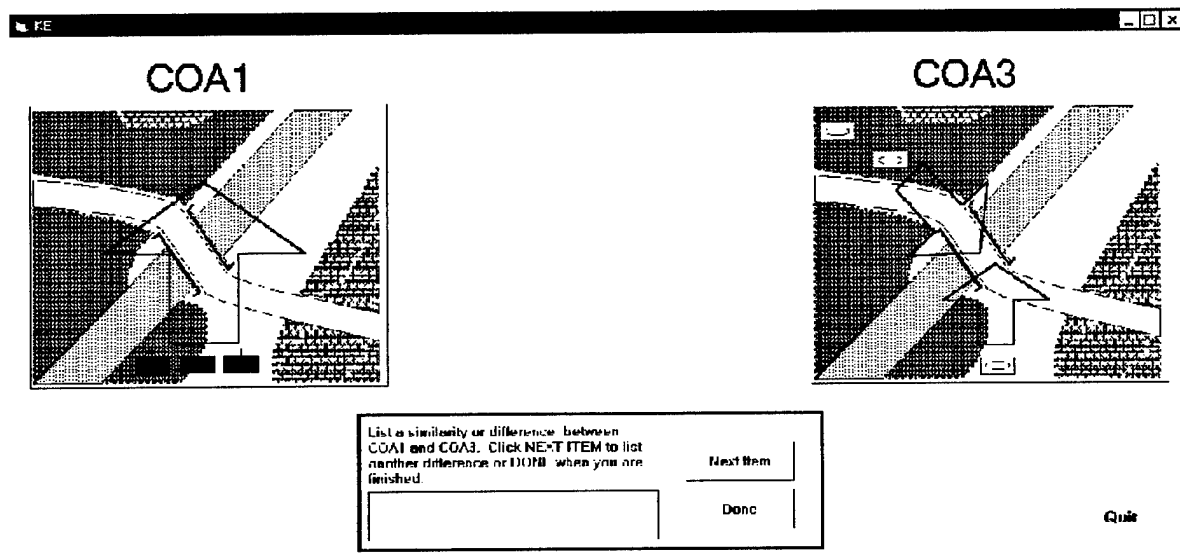 KE
COA1
COA3
List a similarity or difference between
COA1 and COA3. Click NEXT ITEM to list
another difference or DONE when you are
finished.
Next Item
Done
Quit